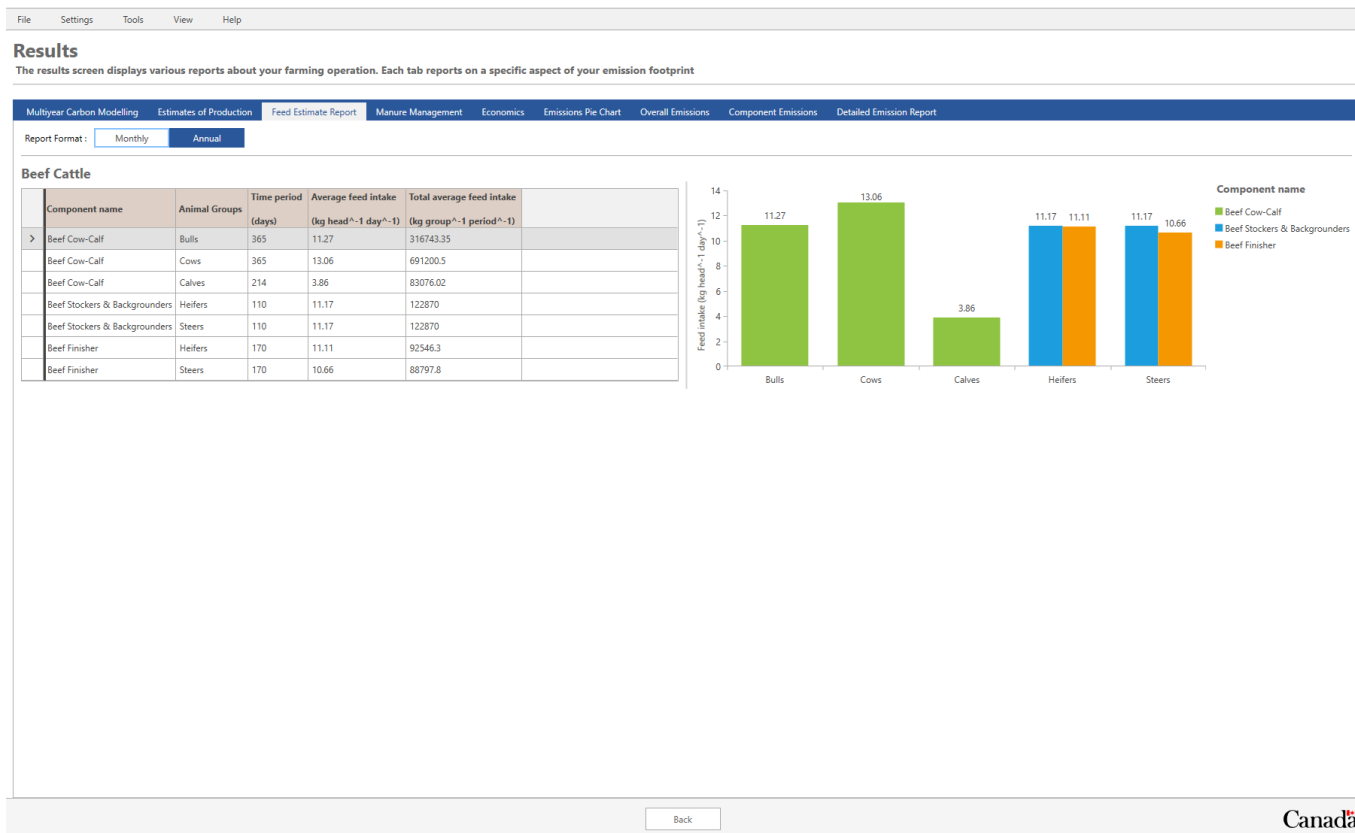 File Settings Tools View Help
Results
The results screen displays various reports about your farming operation. Each tab reports on a specific aspect of your emission footprint
Multiyear Carbon Modelling Estimates of Production Feed Estimate Report Manure Management Economics Emissions Pie Chart Overall Emissions Component Emissions Detailed Emission Report
Report Format : Monthly Annual
Beef Cattle
Component name Animal Groups Time period (days) Average feed intake (kg head^-1 day^-1) Total average feed intake (kg group^-1 period^-1)
> Beef Cow-Calf Bulls 365 11.27 316743.35
Beef Cow-Calf Cows 365 13.06 691200.5
Beef Cow-Calf Calves 214 3.86 83076.02
Beef Stockers & Backgrounders Heifers 110 11.17 122870
Beef Stockers & Backgrounders Steers 110 11.17 122870
Beef Finisher Heifers 170 11.11 92546.3
Beef Finisher Steers 170 10.66 88797.8
Feed intake (kg head^-1 day^-1)
14
12
10
8
6
4
2
0
11.27 13.06 3.86 11.17 11.11 11.17 10.66
Bulls Cows Calves Heifers Steers
Component name
Beef Cow-Calf
Beef Stockers & Backgrounders
Beef Finisher
Back
Canada